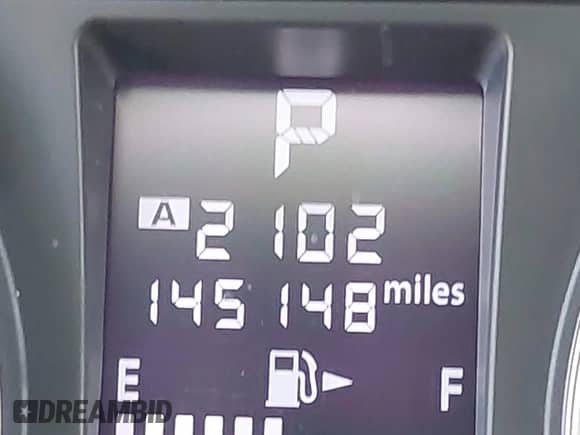 P
A 2102
145148 miles
E F
DREAMBID